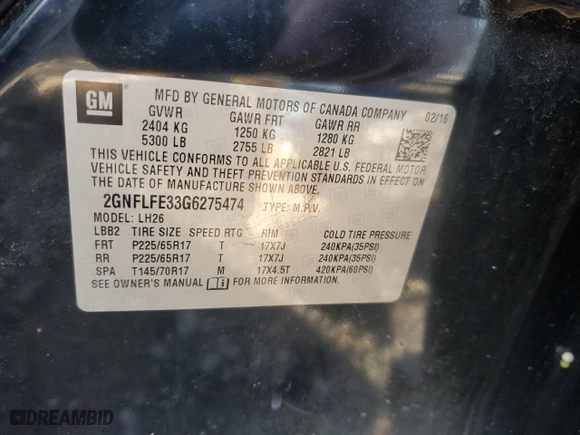 GM
MFD BY GENERAL MOTORS OF CANADA COMPANY 02/16
GVWR GAWR FRT GAWR RR
2404 KG 1250 KG 1280 KG
5300 LB 2755 LB 2821 LB
THIS VEHICLE CONFORMS TO ALL APPLICABLE U.S. FEDERAL MOTOR
VEHICLE SAFETY AND THEFT PREVENTION STANDARDS IN EFFECT ON
THE DATE OF MANUFACTURE SHOWN ABOVE.
2GNFLFE33G6275474 TYPE: M.P.V.
MODEL: LH26
LBB2 TIRE SIZE SPEED RTG RIM COLD TIRE PRESSURE
FRT P225/65R17 T 17X7J 240KPA(35PSI)
RR P225/65R17 T 17X7J 240KPA(35PSI)
SPA T145/70R17 M 17X4.5T 420KPA(60PSI)
SEE OWNER'S MANUAL FOR MORE INFORMATION.
DREAMBID